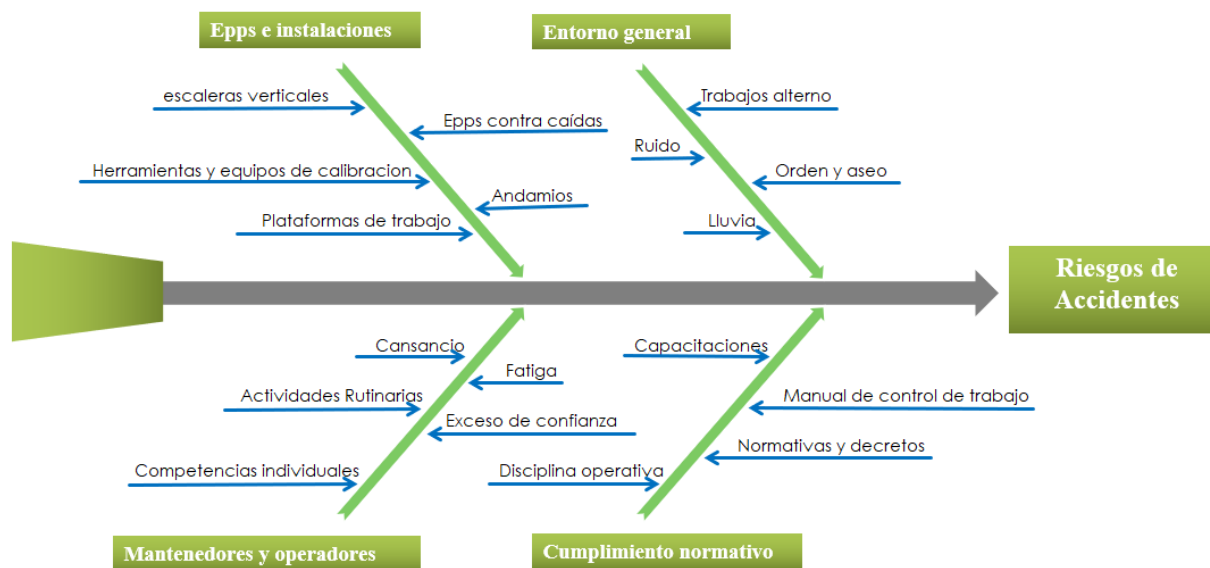 Epps e instalaciones
Entorno general
escaleras verticales
Epps contra caídas
Herramientas y equipos de calibracion
Andamios
Plataformas de trabajo
Trabajos alterno
Ruido
Orden y aseo
Lluvia
Riesgos de
Accidentes
Cansancio
Fatiga
Actividades Rutinarias
Exceso de confianza
Competencias individuales
Capacitaciones
Manual de control de trabajo
Normativas y decretos
Disciplina operativa
Mantenedores y operadores
Cumplimiento normativo